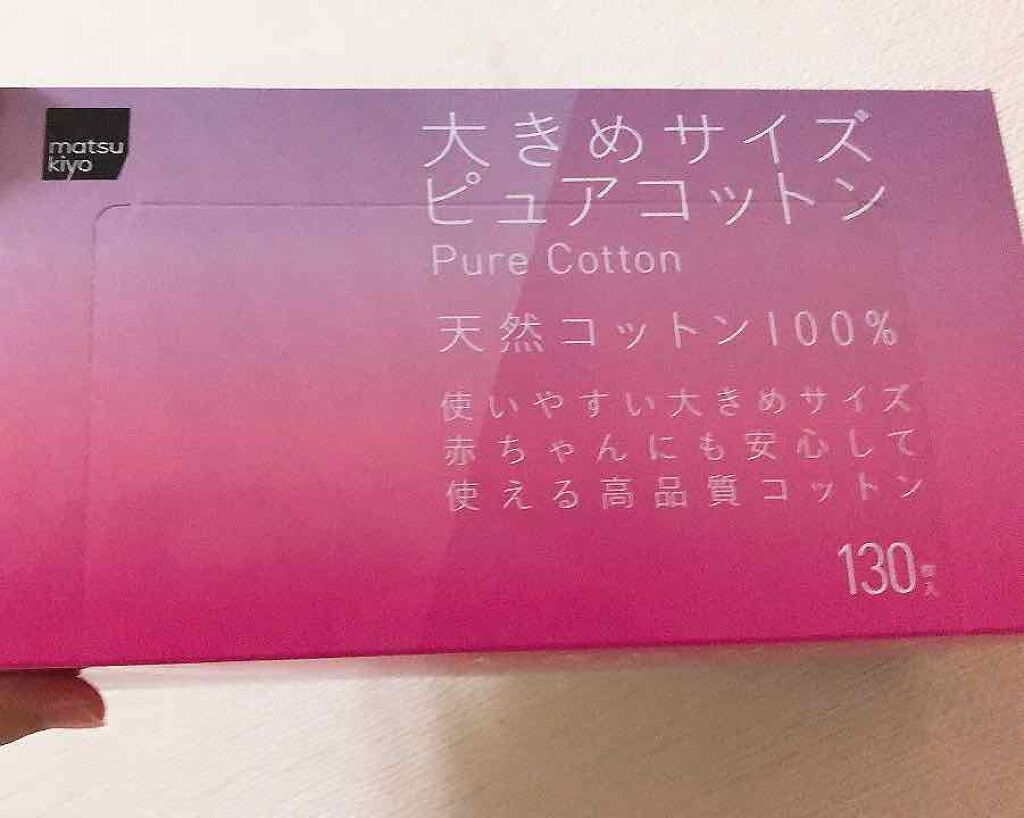 matsu
kiyo
大きめサイズ
ピュアコットン
Pure Cotton
天然コットン100%
使いやすい大きめサイズ
赤ちゃんにも安心して
使える高品質コットン
130